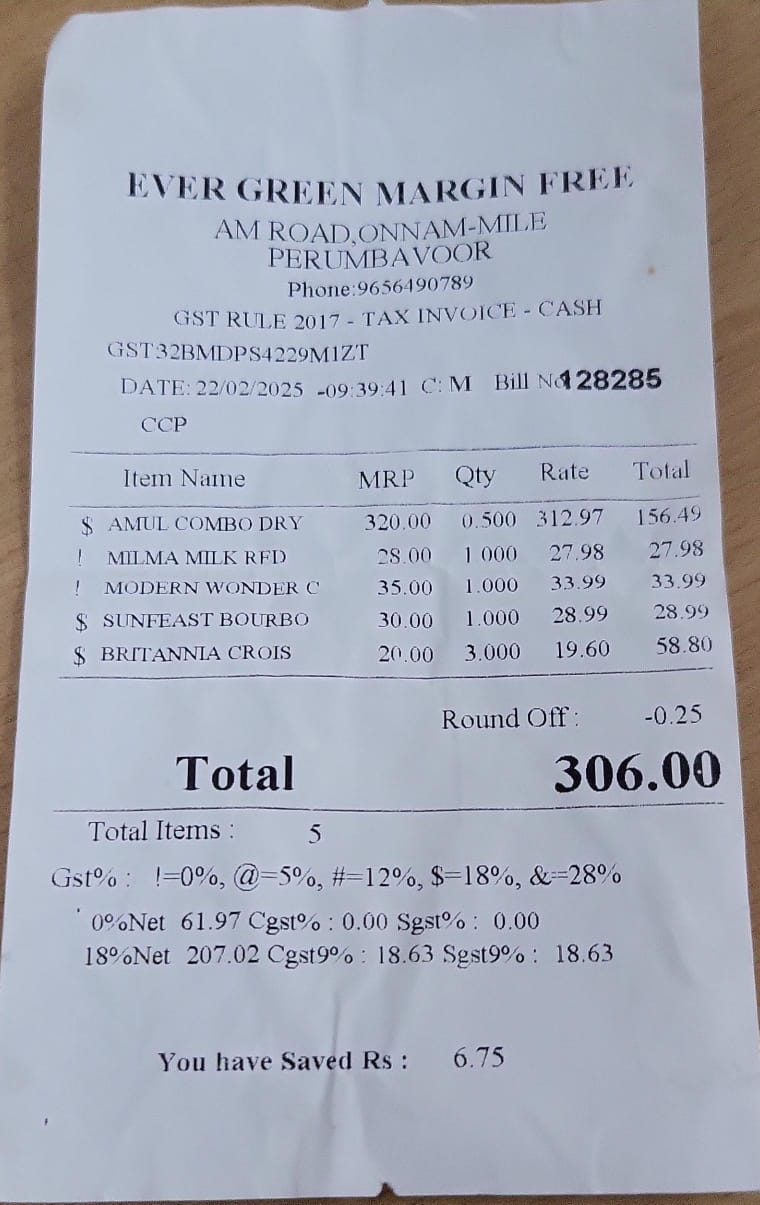 EVER GREEN MARGIN FREE
AM ROAD,ONNAM-MILE
PERUMBAVOOR
Phone:9656490789
GST RULE 2017 - TAX INVOICE - CASH
GST32BMDPS4229M1ZT
DATE: 22/02/2025 -09:39:41 C: M Bill No128285
CCP
Item Name MRP Qty Rate Total
$ AMUL COMBO DRY 320.00 0.500 312.97 156.49
! MILMA MILK RFD 28.00 1 000 27.98 27.98
! MODERN WONDER C 35.00 1.000 33.99 33.99
$ SUNFEAST BOURBO 30.00 1.000 28.99 28.99
$ BRITANNIA CROIS 20.00 3.000 19.60 58.80
Round Off : -0.25
Total 306.00
Total Items : 5
Gst% : !=0%, @=5%, #=12%, $=18%, &=28%
0%Net 61.97 Cgst% : 0.00 Sgst% : 0.00
18%Net 207.02 Cgst9% : 18.63 Sgst9% : 18.63
You have Saved Rs : 6.75